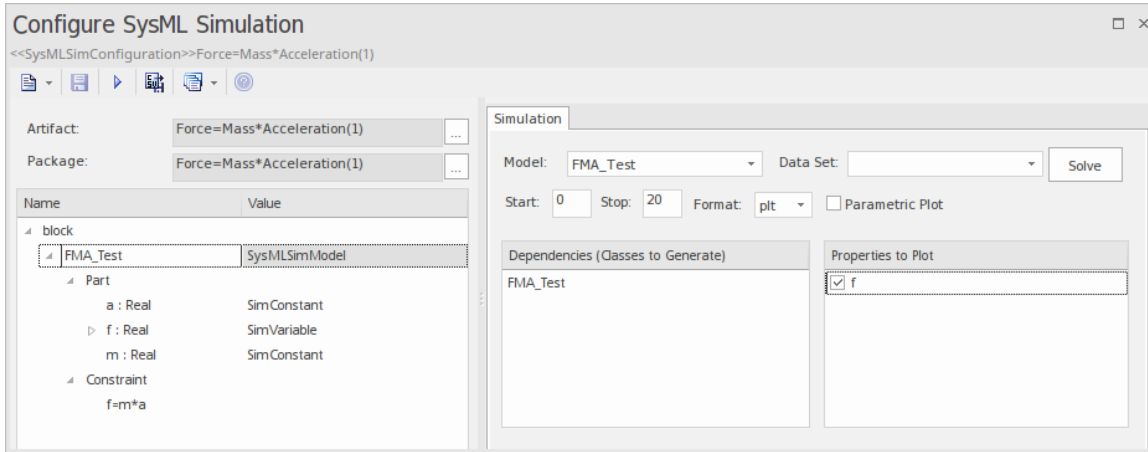 Configure SysML Simulation
<<SysMLSimConfiguration>>Force=Mass*Acceleration(1)
Artifact: Force=Mass*Acceleration(1) ...
Package: Force=Mass*Acceleration(1) ...
Name Value
block
FMA_Test SysMLSimModel
Part
a : Real SimConstant
f : Real SimVariable
m : Real SimConstant
Constraint
f=m*a
Simulation
Model: FMA_Test Data Set: Solve
Start: 0 Stop: 20 Format: plt Parametric Plot
Dependencies (Classes to Generate) Properties to Plot
FMA_Test f